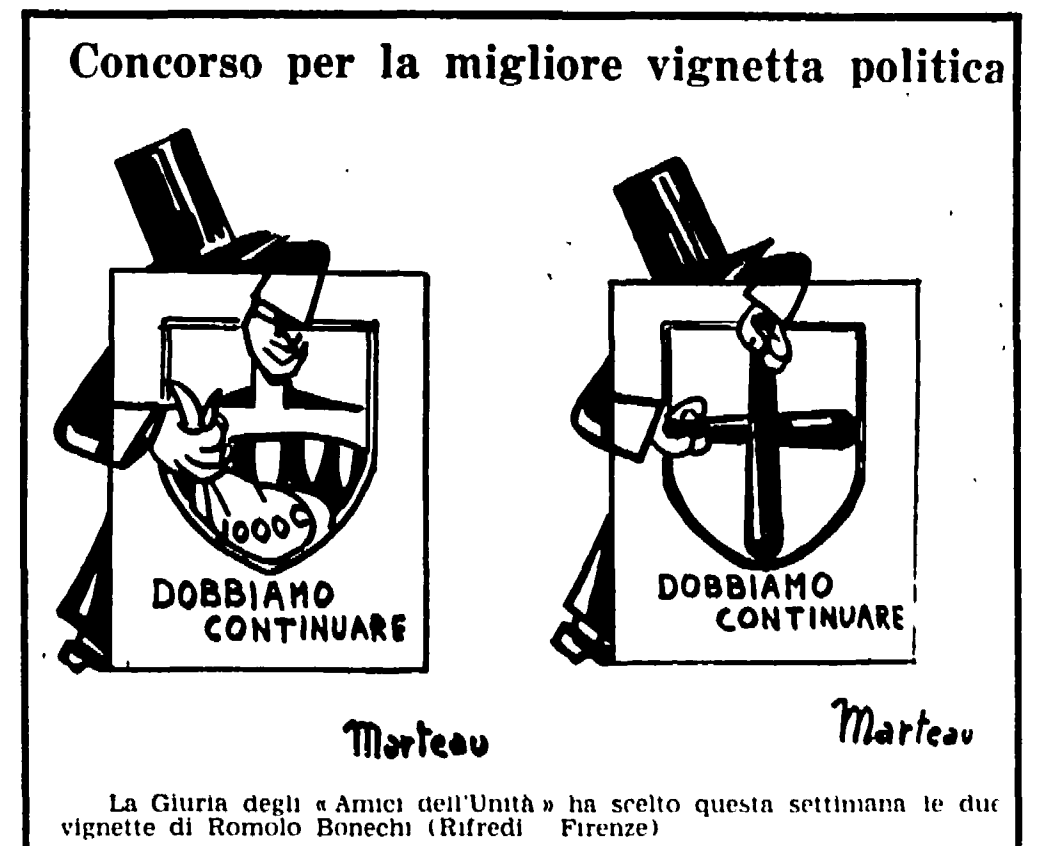 Concorso per la migliore vignetta politica
1000
DOBBIAMO
CONTINUARE
Marteau
DOBBIAMO
CONTINUARE
Marteau
La Giuria degli « Amici dell'Unità » ha scelto questa settimana le due
vignette di Romolo Bonechi (Rifredi Firenze)